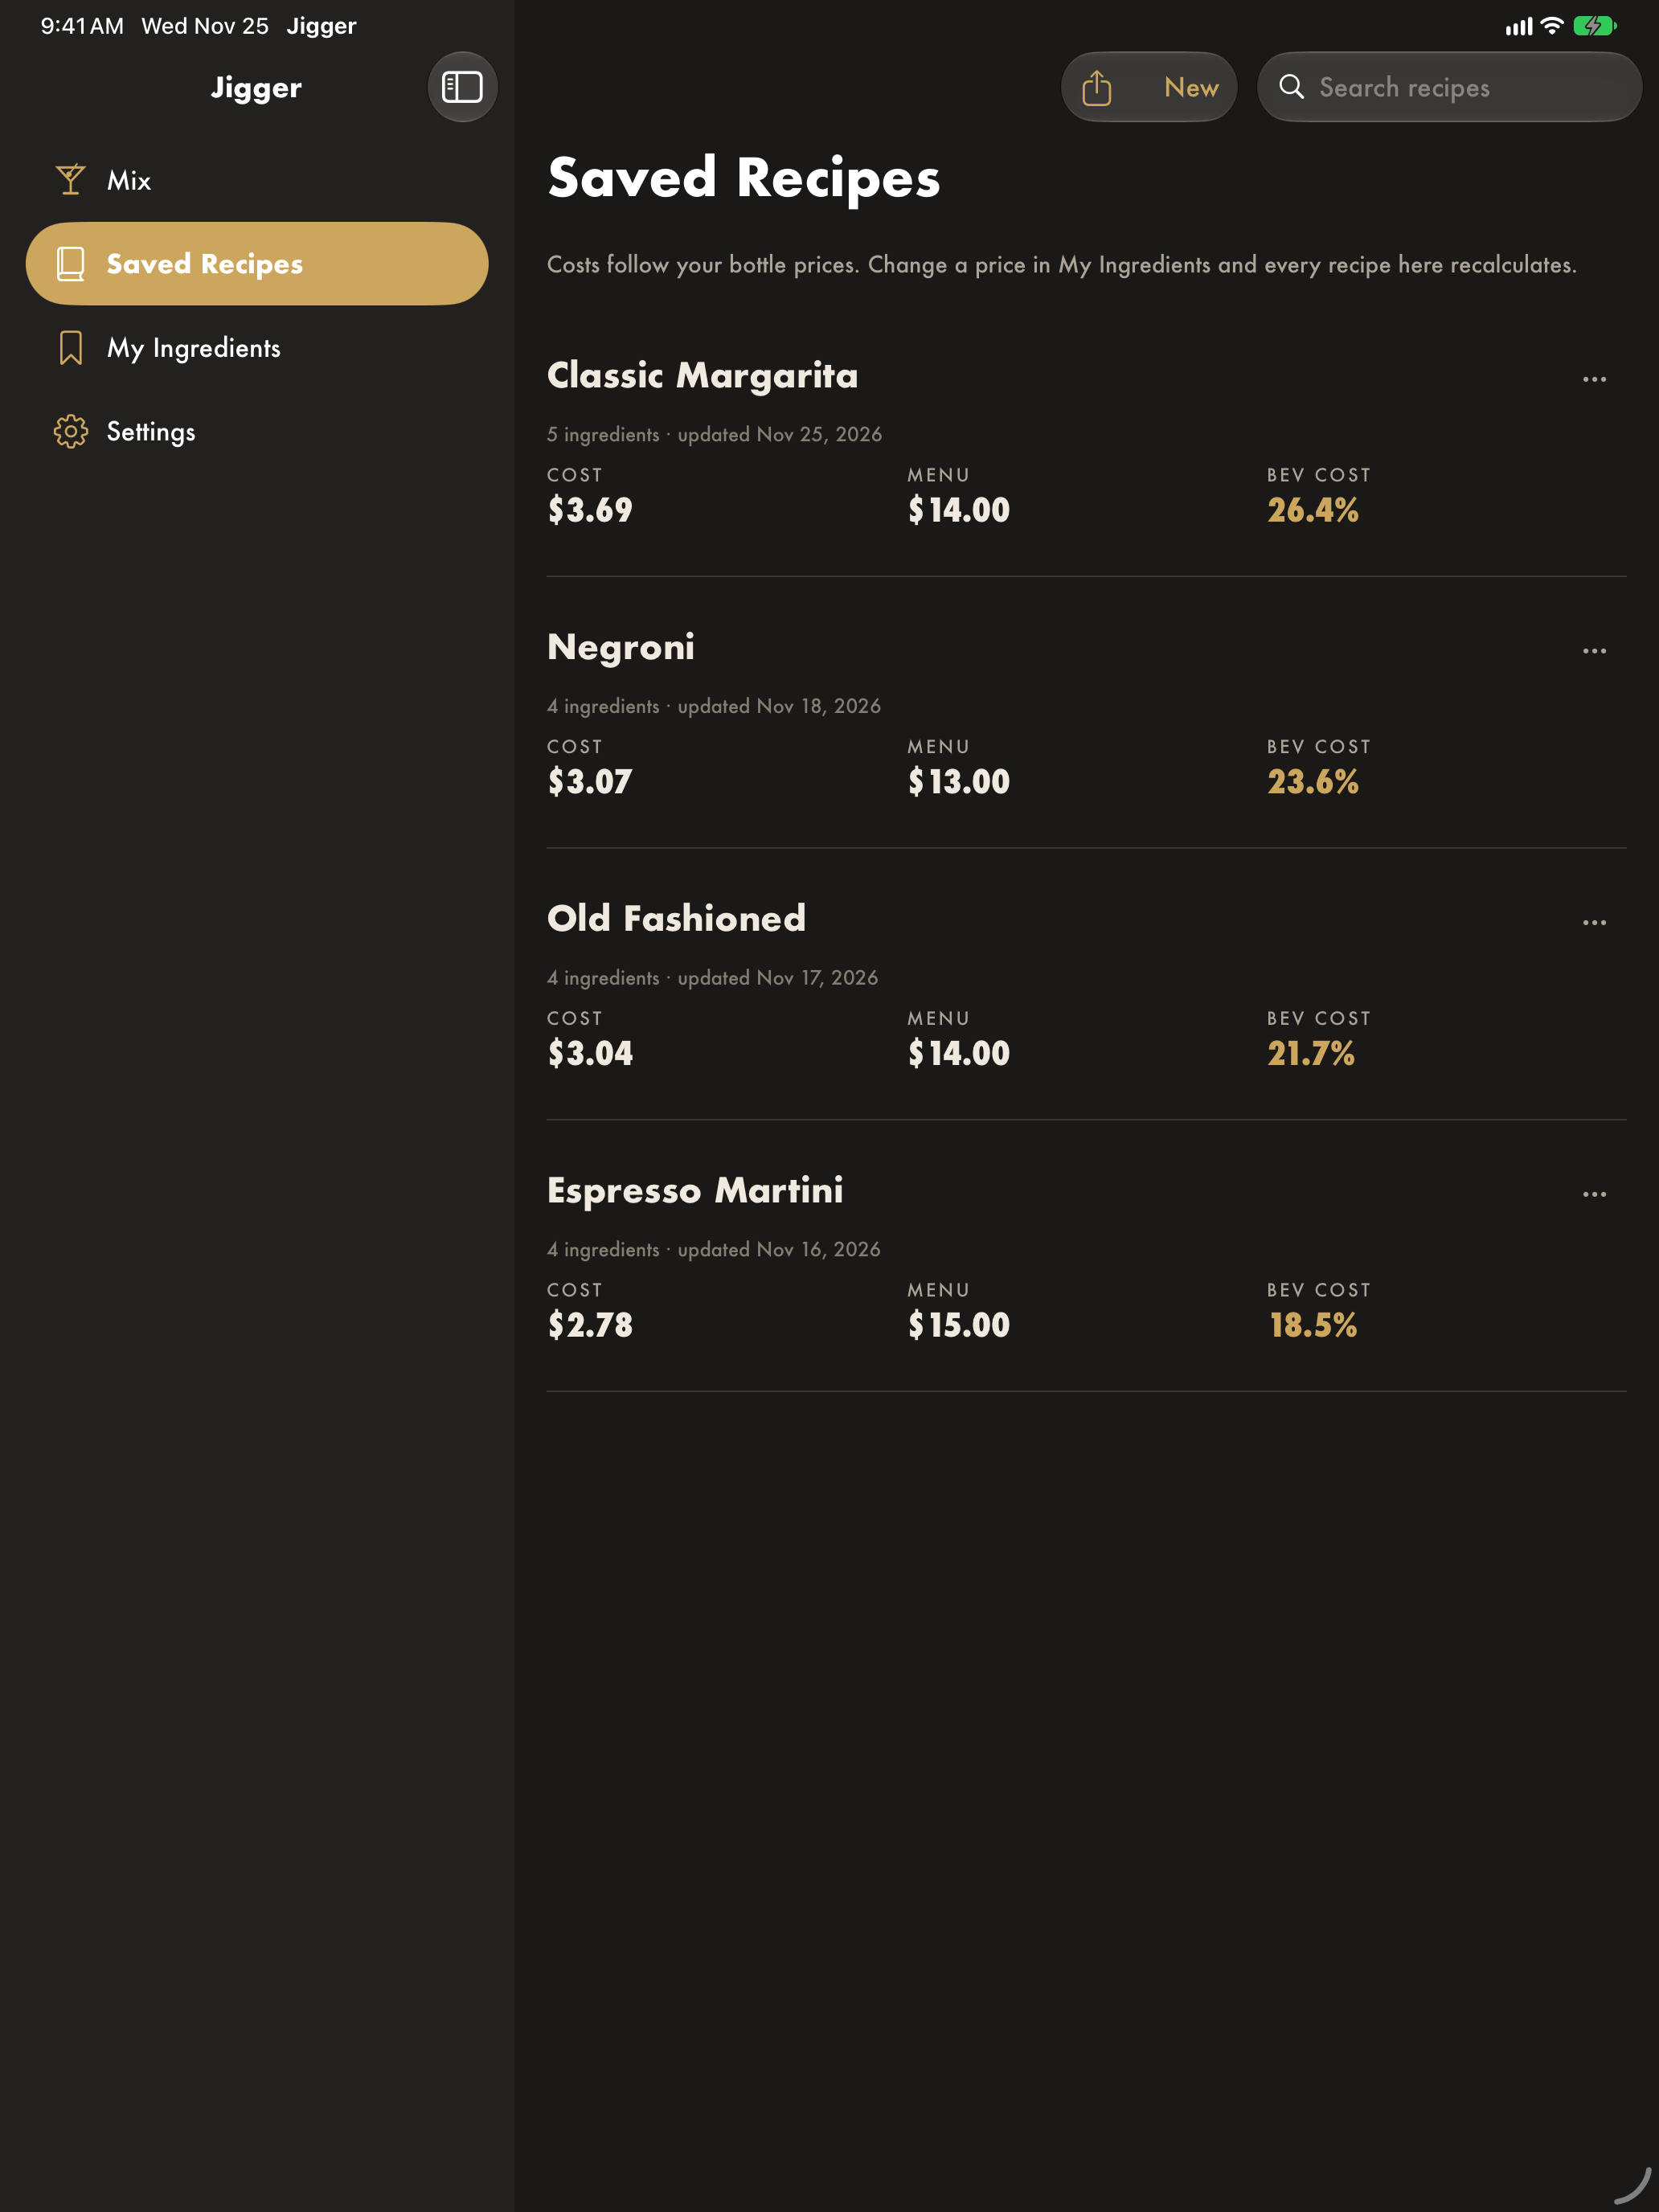 9:41 AM Wed Nov 25 Jigger
Jigger
New
Search recipes
Mix
Saved Recipes
My Ingredients
Settings
Saved Recipes
Costs follow your bottle prices. Change a price in My Ingredients and every recipe here recalculates.
Classic Margarita
5 ingredients · updated Nov 25, 2026
COST MENU BEV COST
$3.69 $14.00 26.4%
Negroni
4 ingredients · updated Nov 18, 2026
COST MENU BEV COST
$3.07 $13.00 23.6%
Old Fashioned
4 ingredients · updated Nov 17, 2026
COST MENU BEV COST
$3.04 $14.00 21.7%
Espresso Martini
4 ingredients · updated Nov 16, 2026
COST MENU BEV COST
$2.78 $15.00 18.5%